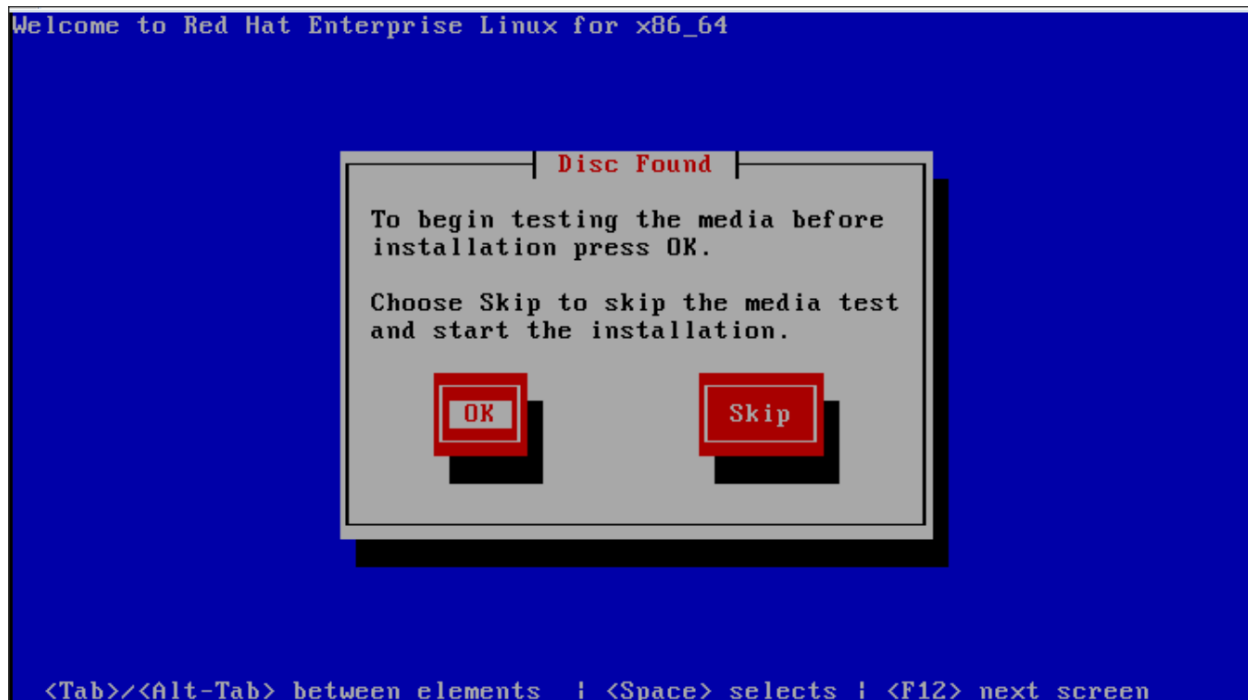 Welcome to Red Hat Enterprise Linux for x86_64
Disc Found
To begin testing the media before
installation press OK.
Choose Skip to skip the media test
and start the installation.
OK Skip
<Tab>/<Alt-Tab> between elements | <Space> selects | <F12> next screen